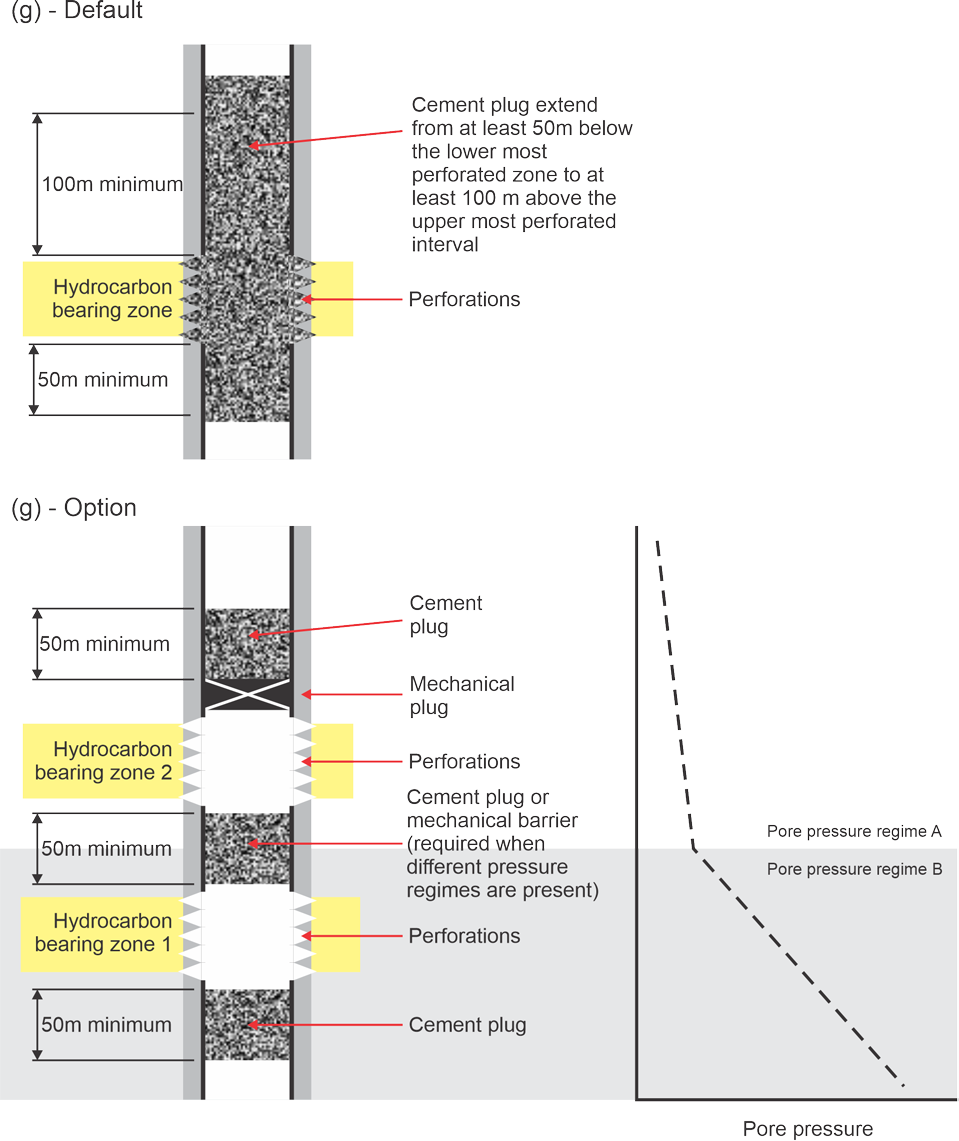 (g) - Default
Cement plug extend
from at least 50m below
the lower most
perforated zone to at
least 100 m above the
upper most perforated
interval
100m minimum
Hydrocarbon
bearing zone
Perforations
50m minimum
(g) - Option
Cement
plug
50m minimum
Mechanical
plug
Hydrocarbon
bearing zone 2
Perforations
Cement plug or
mechanical barrier
(required when
different pressure
regimes are present)
50m minimum
Pore pressure regime A
Pore pressure regime B
Hydrocarbon
bearing zone 1
Perforations
50m minimum
Cement plug
Pore pressure